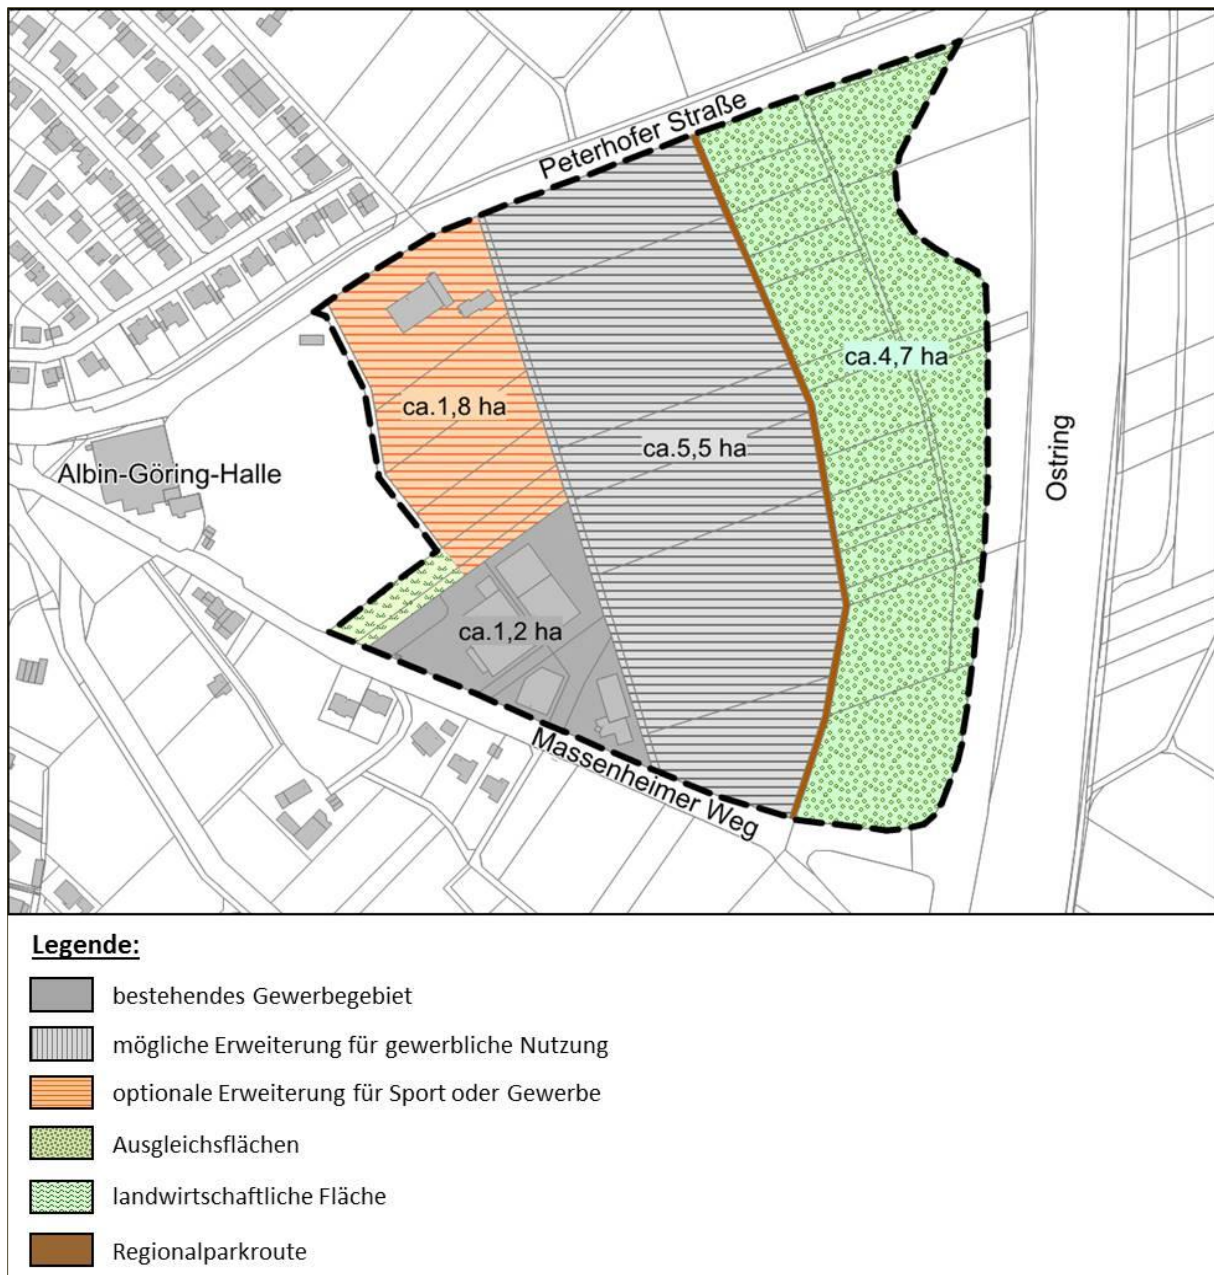 Peterhofer Straße
ca.4,7 ha
ca.1,8 ha
ca.5,5 ha
Albin-Göring-Halle
Ostring
ca.1,2 ha
Massenheimer Weg
Legende:
bestehendes Gewerbegebiet
mögliche Erweiterung für gewerbliche Nutzung
optionale Erweiterung für Sport oder Gewerbe
Ausgleichsflächen
landwirtschaftliche Fläche
Regionalparkroute